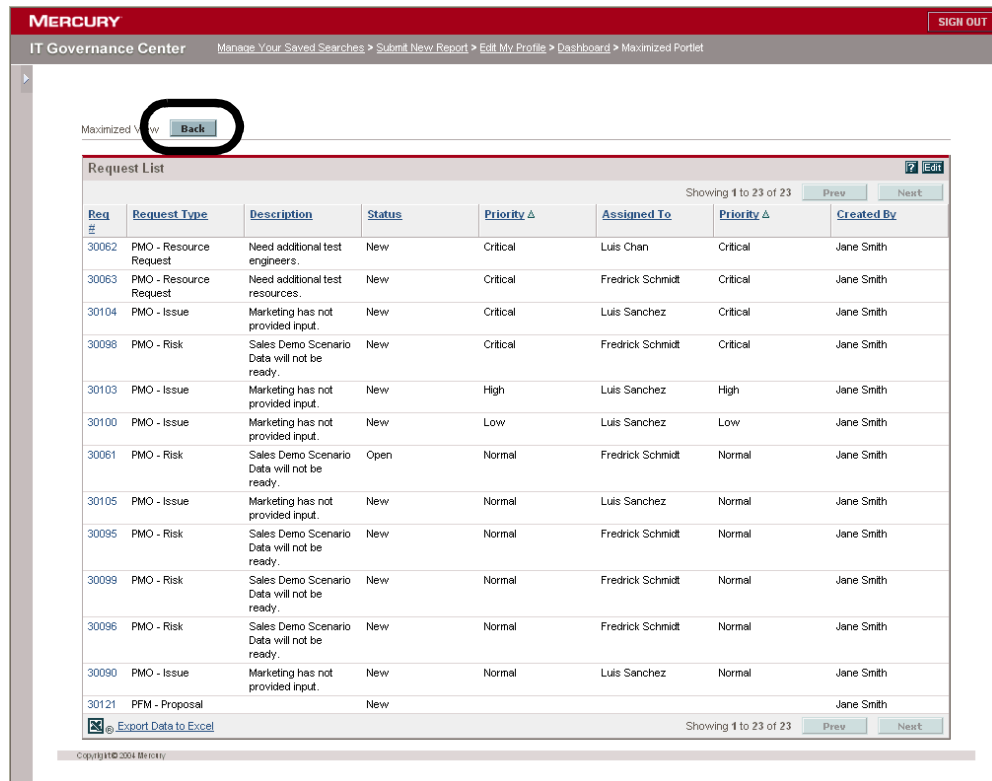 MERCURY
SIGN OUT
IT Governance Center Manage Your Saved Searches > Submit New Report > Edit My Profile > Dashboard > Maximized Portlet
Maximized View Back
Request List ? Edit
Showing 1 to 23 of 23 Prev Next
Req Request Type Description Status Priority Δ Assigned To Priority Δ Created By
#
30062 PMO - Resource Need additional test New Critical Luis Chan Critical Jane Smith
Request engineers.
30063 PMO - Resource Need additional test New Critical Fredrick Schmidt Critical Jane Smith
Request resources.
30104 PMO - Issue Marketing has not New Critical Luis Sanchez Critical Jane Smith
provided input.
30098 PMO - Risk Sales Demo Scenario New Critical Fredrick Schmidt Critical Jane Smith
Data will not be
ready.
30103 PMO - Issue Marketing has not New High Luis Sanchez High Jane Smith
provided input.
30100 PMO - Issue Marketing has not New Low Luis Sanchez Low Jane Smith
provided input.
30061 PMO - Risk Sales Demo Scenario Open Normal Fredrick Schmidt Normal Jane Smith
Data will not be
ready.
30105 PMO - Issue Marketing has not New Normal Luis Sanchez Normal Jane Smith
provided input.
30095 PMO - Risk Sales Demo Scenario New Normal Fredrick Schmidt Normal Jane Smith
Data will not be
ready.
30099 PMO - Risk Sales Demo Scenario New Normal Fredrick Schmidt Normal Jane Smith
Data will not be
ready.
30096 PMO - Risk Sales Demo Scenario New Normal Fredrick Schmidt Normal Jane Smith
Data will not be
ready.
30090 PMO - Issue Marketing has not New Normal Luis Sanchez Normal Jane Smith
provided input.
30121 PFM - Proposal New Jane Smith
® Export Data to Excel Showing 1 to 23 of 23 Prev Next
Copyright © 2004 Mercury